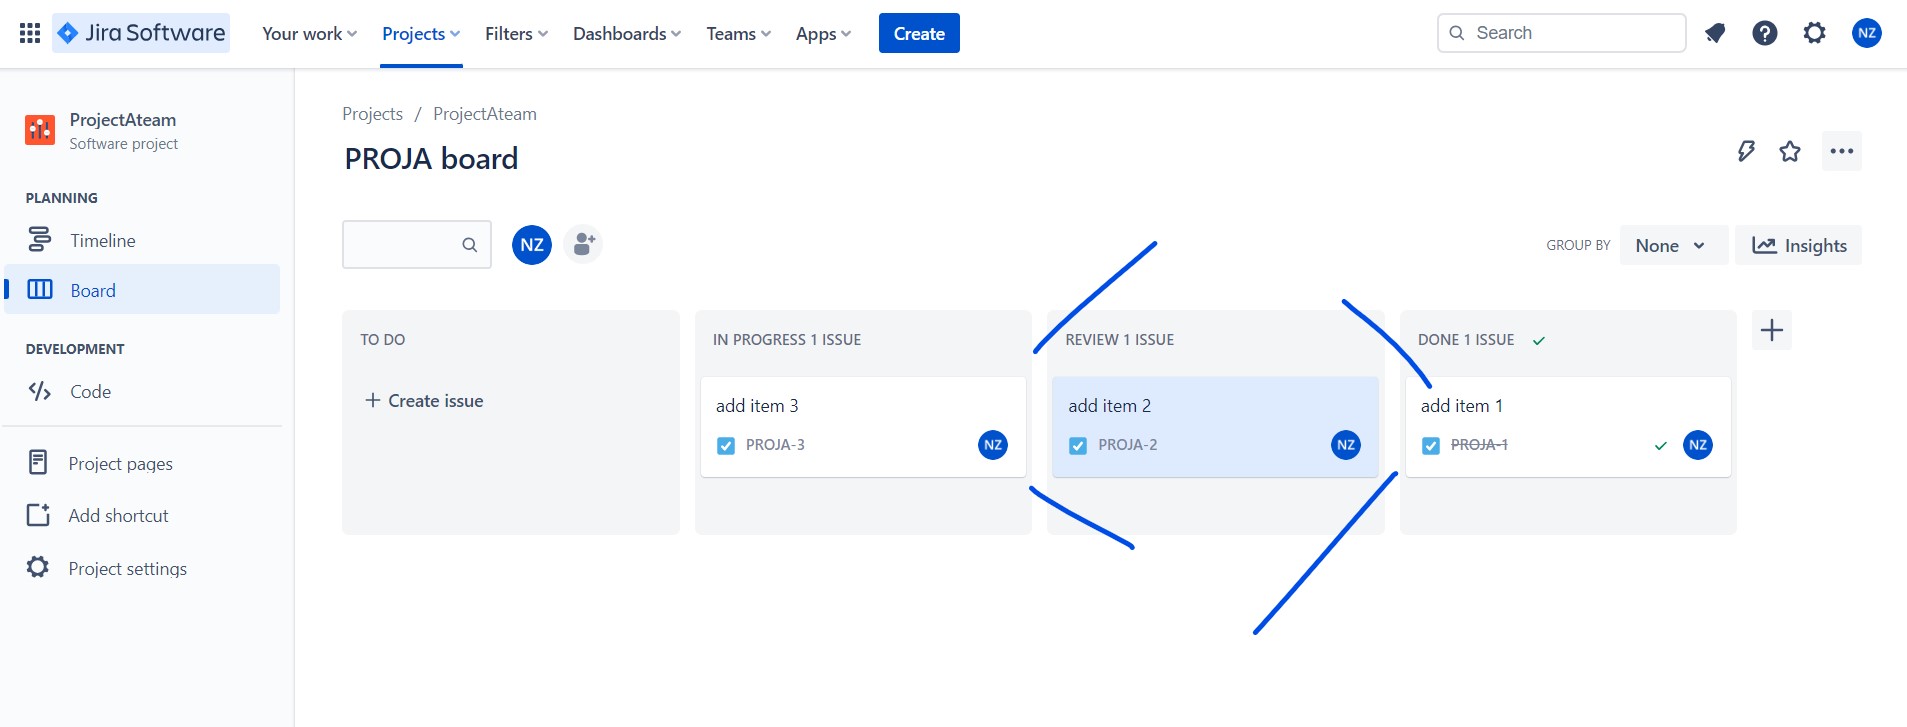 Jira Software Your work Projects Filters Dashboards Teams Apps Create Search NZ
ProjectAteam
Software project
PLANNING
Timeline
Board
DEVELOPMENT
Code
Project pages
Add shortcut
Project settings
Projects / ProjectAteam
PROJA board
NZ
GROUP BY None Insights
TO DO
+ Create issue
IN PROGRESS 1 ISSUE
add item 3
PROJA-3 NZ
REVIEW 1 ISSUE
add item 2
PROJA-2 NZ
DONE 1 ISSUE
add item 1
PROJA-1 NZ